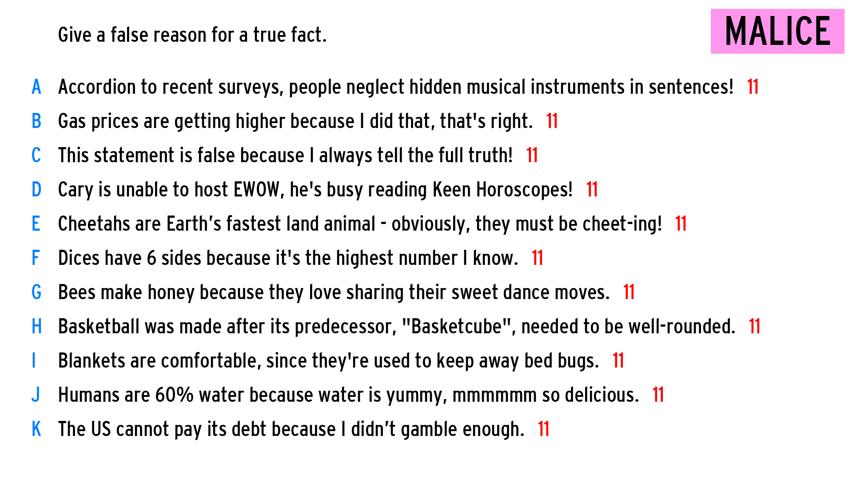 Give a false reason for a true fact.
MALICE
A Accordion to recent surveys, people neglect hidden musical instruments in sentences! 11
B Gas prices are getting higher because I did that, that's right. 11
C This statement is false because I always tell the full truth! 11
D Cary is unable to host EWOW, he's busy reading Keen Horoscopes! 11
E Cheetahs are Earth’s fastest land animal - obviously, they must be cheet-ing! 11
F Dices have 6 sides because it's the highest number I know. 11
G Bees make honey because they love sharing their sweet dance moves. 11
H Basketball was made after its predecessor, "Basketcube", needed to be well-rounded. 11
I Blankets are comfortable, since they're used to keep away bed bugs. 11
J Humans are 60% water because water is yummy, mmmmmm so delicious. 11
K The US cannot pay its debt because I didn’t gamble enough. 11